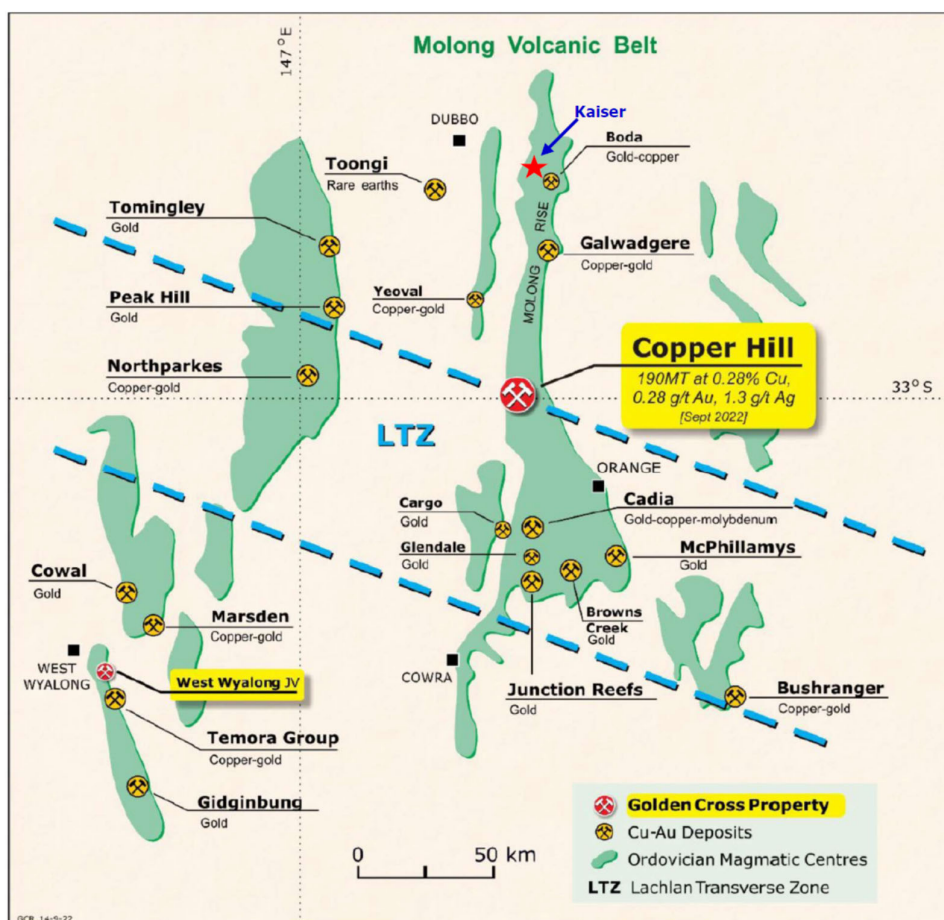 Molong Volcanic Belt
147°E
Kaiser
DUBBO
Boda
Gold-copper
Toongi
Rare earths
Tomingley
Gold
MOLONG RISE
Galwadgere
Copper-gold
Peak Hill
Gold
Yeoval
Copper-gold
Copper Hill
190MT at 0.28% Cu,
0.28 g/t Au, 1.3 g/t Ag
[Sept 2022]
Northparkes
Copper-gold
33°S
LTZ
ORANGE
Cargo
Gold
Cadia
Gold-copper-molybdenum
Glendale
Gold
McPhillamys
Gold
Cowal
Gold
Marsden
Copper-gold
Browns
Creek
Gold
WEST
WYALONG
West Wyalong JV
COWRA
Junction Reefs
Gold
Bushranger
Copper-gold
Temora Group
Copper-gold
Gidginbung
Gold
0 50 km
Golden Cross Property
Cu-Au Deposits
Ordovician Magmatic Centres
LTZ Lachlan Transverse Zone